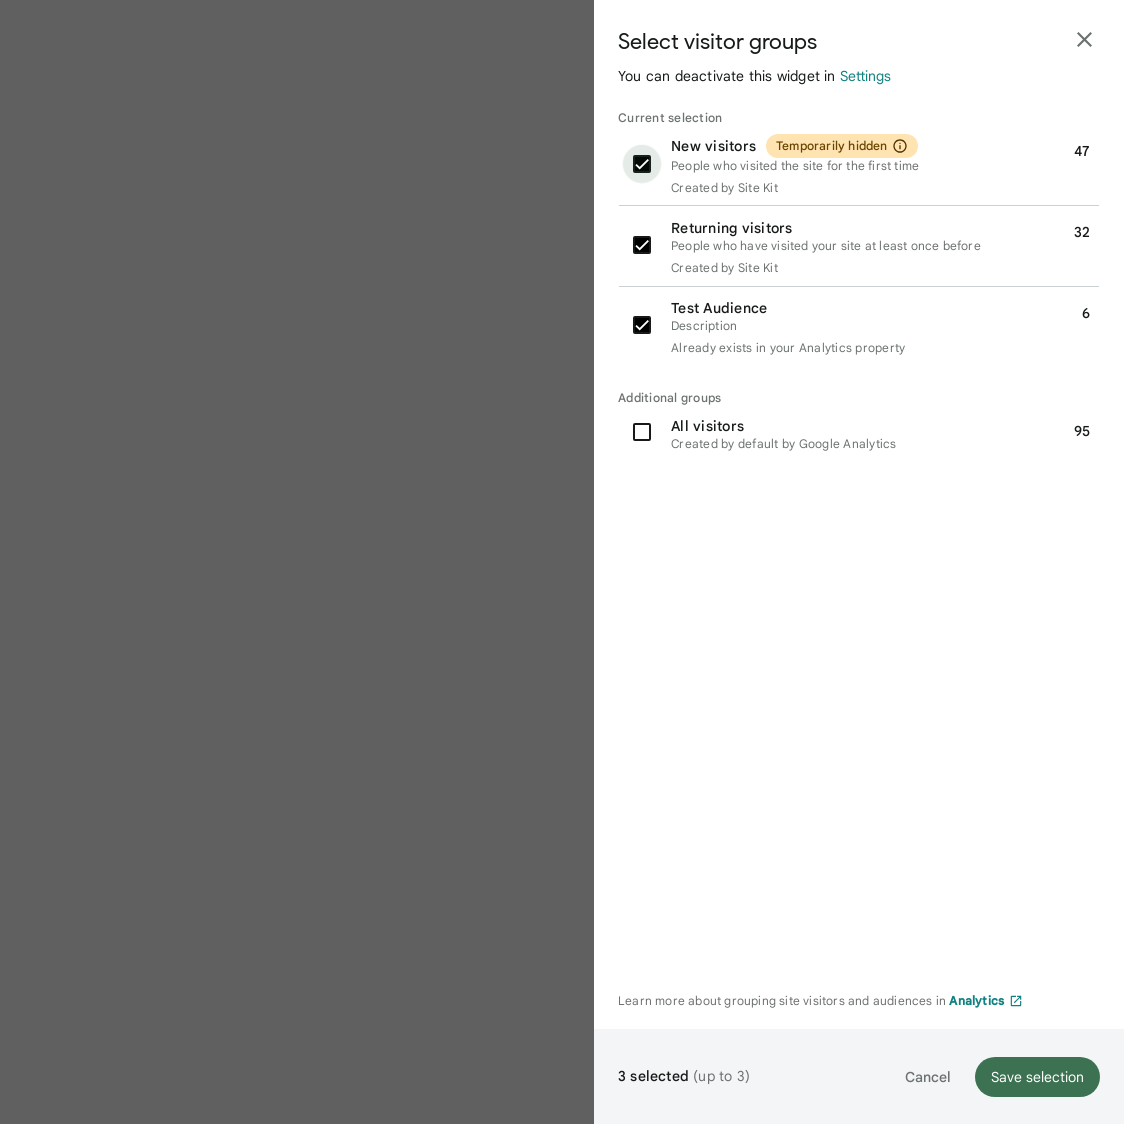 Select visitor groups
You can deactivate this widget in Settings
Current selection
New visitors Temporarily hidden 47
People who visited the site for the first time
Created by Site Kit
Returning visitors 32
People who have visited your site at least once before
Created by Site Kit
Test Audience 6
Description
Already exists in your Analytics property
Additional groups
All visitors 95
Created by default by Google Analytics
Learn more about grouping site visitors and audiences in Analytics
3 selected (up to 3) Cancel Save selection